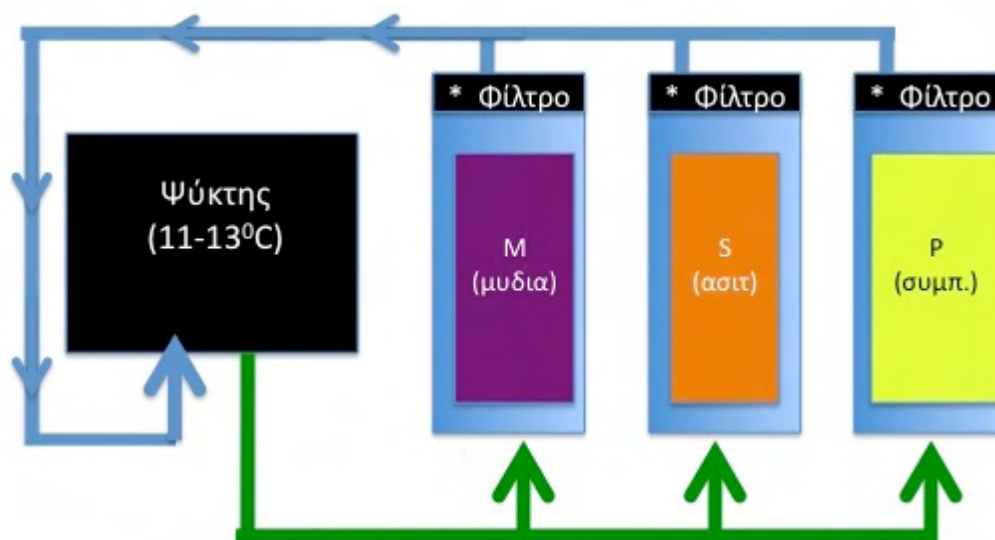 * Φίλτρο
* Φίλτρο
* Φίλτρο
Ψύκτης
(11-13⁰C)
M
(μυδια)
S
(ασιτ)
P
(συμπ.)